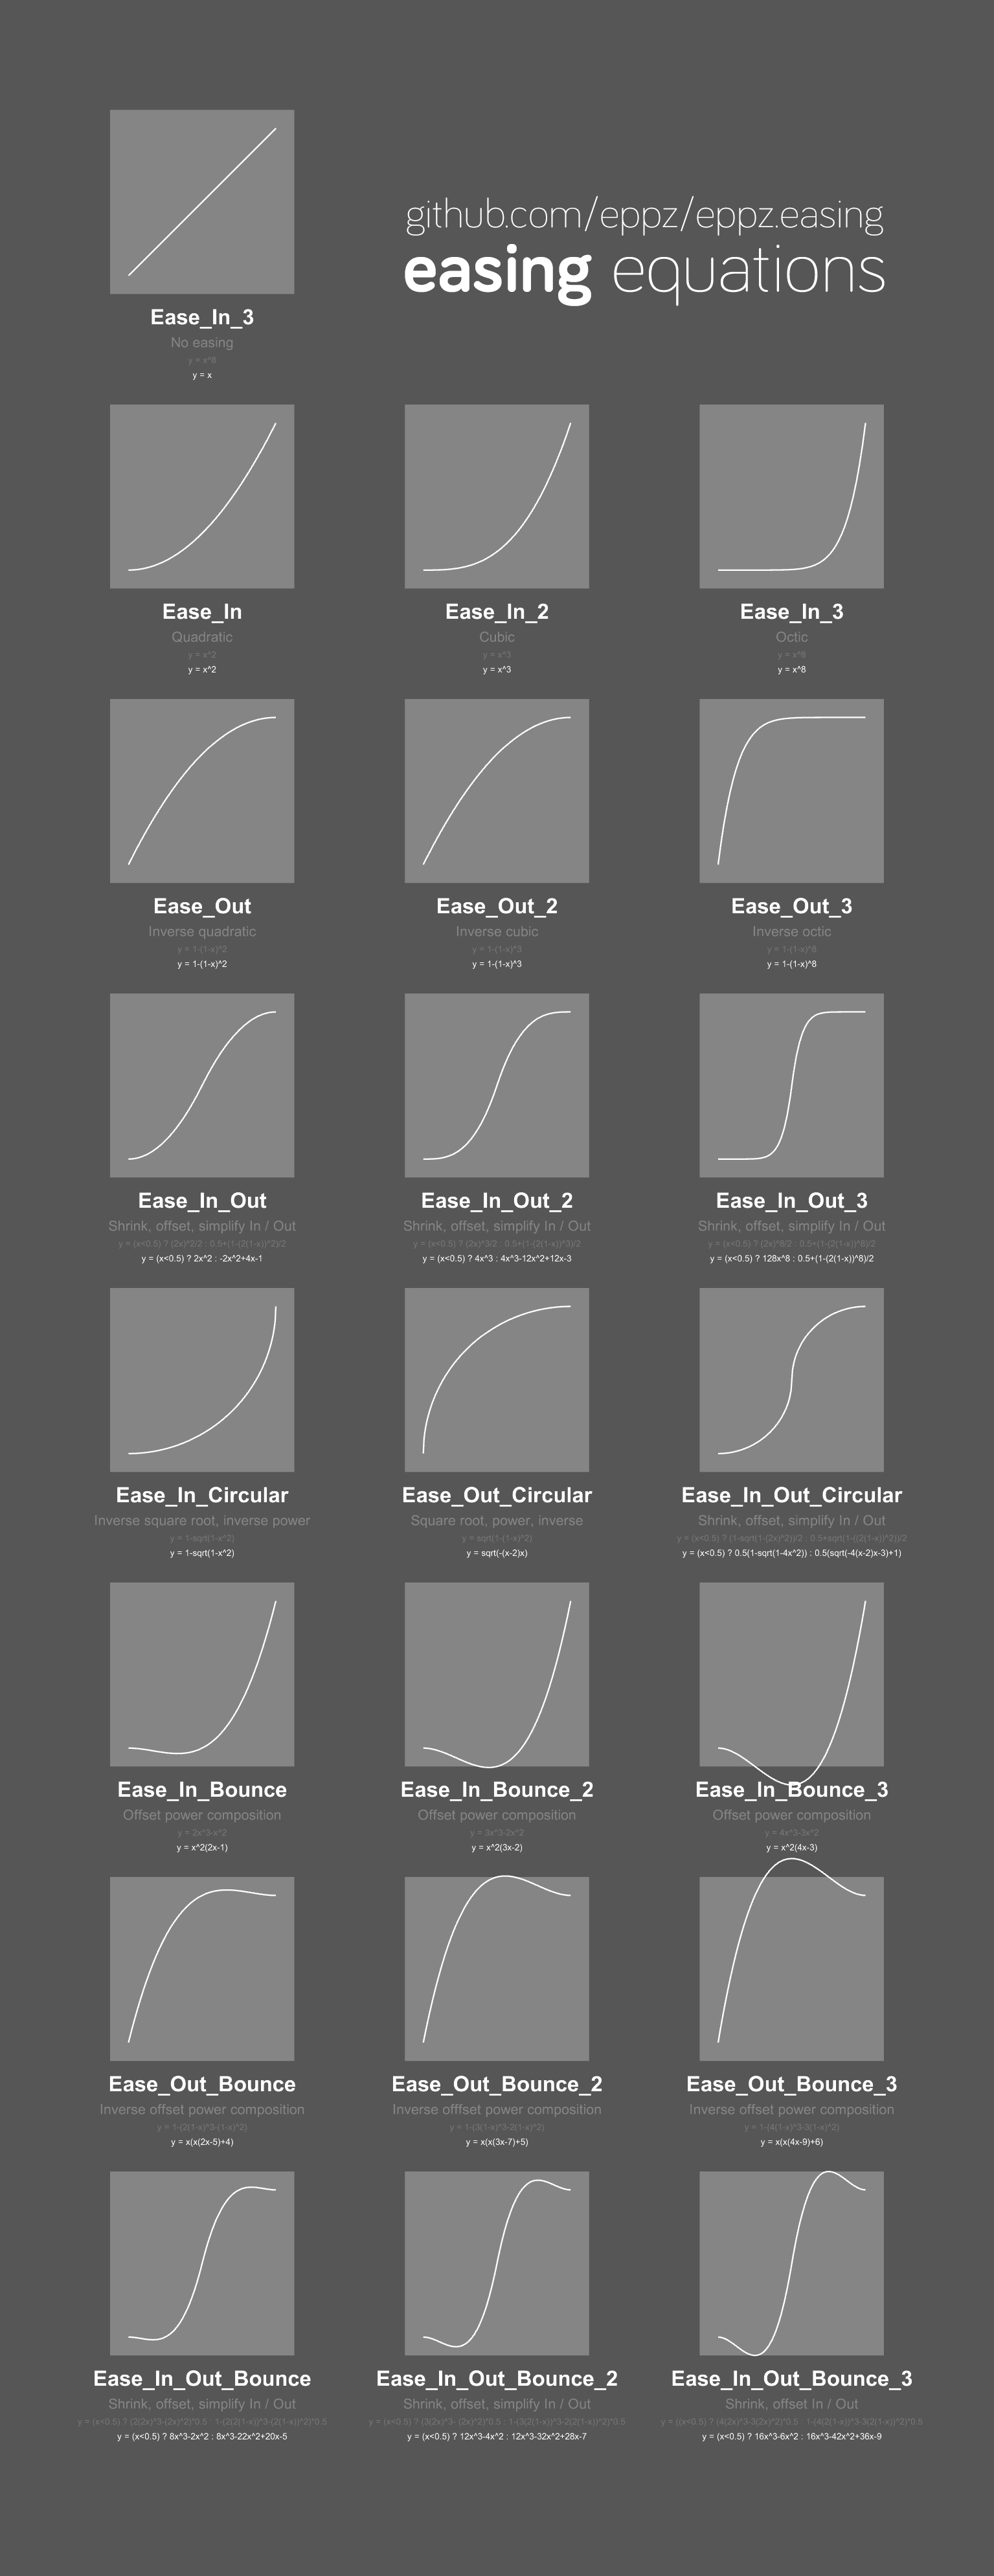 github.com/eppz/eppz.easing
easing equations
Ease_In_3
No easing
y = x^8
y = x
Ease_In
Quadratic
y = x^2
y = x^2
Ease_In_2
Cubic
y = x^3
y = x^3
Ease_In_3
Octic
y = x^8
y = x^8
Ease_Out
Inverse quadratic
y = 1-(1-x)^2
y = 1-(1-x)^2
Ease_Out_2
Inverse cubic
y = 1-(1-x)^3
y = 1-(1-x)^3
Ease_Out_3
Inverse octic
y = 1-(1-x)^8
y = 1-(1-x)^8
Ease_In_Out
Shrink, offset, simplify In / Out
y = (x<0.5) ? (2x)^2/2 : 0.5+(1-(2(1-x))^2)/2
y = (x<0.5) ? 2x^2 : -2x^2+4x-1
Ease_In_Out_2
Shrink, offset, simplify In / Out
y = (x<0.5) ? (2x)^3/2 : 0.5+(1-(2(1-x))^3)/2
y = (x<0.5) ? 4x^3 : 4x^3-12x^2+12x-3
Ease_In_Out_3
Shrink, offset, simplify In / Out
y = (x<0.5) ? (2x)^8/2 : 0.5+(1-(2(1-x))^8)/2
y = (x<0.5) ? 128x^8 : 0.5+(1-(2(1-x))^8)/2
Ease_In_Circular
Inverse square root, inverse power
y = 1-sqrt(1-x^2)
y = 1-sqrt(1-x^2)
Ease_Out_Circular
Square root, power, inverse
y = sqrt(1-(1-x)^2)
y = sqrt(-(x-2)x)
Ease_In_Out_Circular
Shrink, offset, simplify In / Out
y = (x<0.5) ? (1-sqrt(1-(2x)^2))/2 : 0.5+sqrt(1-((2(1-x))^2))/2
y = (x<0.5) ? 0.5(1-sqrt(1-4x^2)) : 0.5(sqrt(-4(x-2)x-3)+1)
Ease_In_Bounce
Offset power composition
y = 2x^3-x^2
y = x^2(2x-1)
Ease_In_Bounce_2
Offset power composition
y = 3x^3-2x^2
y = x^2(3x-2)
Ease_In_Bounce_3
Offset power composition
y = 4x^3-3x^2
y = x^2(4x-3)
Ease_Out_Bounce
Inverse offset power composition
y = 1-(2(1-x)^3-(1-x)^2)
y = x(x(2x-5)+4)
Ease_Out_Bounce_2
Inverse offfset power composition
y = 1-(3(1-x)^3-2(1-x)^2)
y = x(x(3x-7)+5)
Ease_Out_Bounce_3
Inverse offset power composition
y = 1-(4(1-x)^3-3(1-x)^2)
y = x(x(4x-9)+6)
Ease_In_Out_Bounce
Shrink, offset, simplify In / Out
y = (x<0.5) ? (2(2x)^3-(2x)^2)*0.5 : 1-(2(2(1-x))^3-(2(1-x))^2)*0.5
y = (x<0.5) ? 8x^3-2x^2 : 8x^3-22x^2+20x-5
Ease_In_Out_Bounce_2
Shrink, offset, simplify In / Out
y = (x<0.5) ? (3(2x)^3- (2x)^2)*0.5 : 1-(3(2(1-x))^3-2(2(1-x))^2)*0.5
y = (x<0.5) ? 12x^3-4x^2 : 12x^3-32x^2+28x-7
Ease_In_Out_Bounce_3
Shrink, offset In / Out
y = ((x<0.5) ? (4(2x)^3-3(2x)^2)*0.5 : 1-(4(2(1-x))^3-3(2(1-x))^2)*0.5
y = (x<0.5) ? 16x^3-6x^2 : 16x^3-42x^2+36x-9